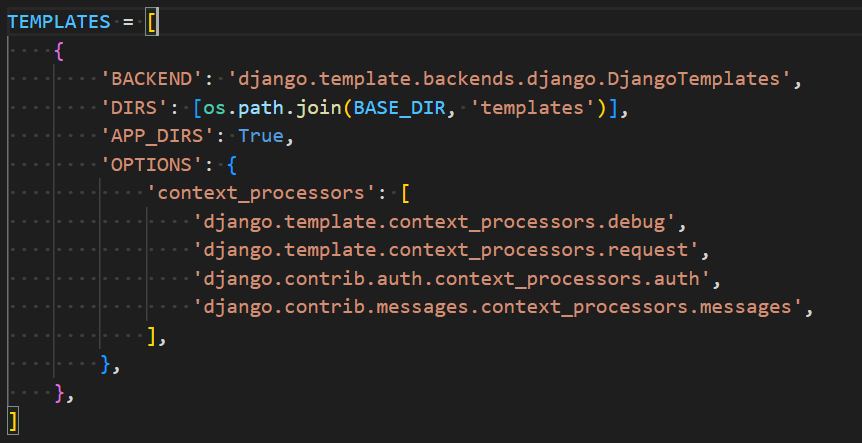 TEMPLATES = [
    {
        'BACKEND': 'django.template.backends.django.DjangoTemplates',
        'DIRS': [os.path.join(BASE_DIR, 'templates')],
        'APP_DIRS': True,
        'OPTIONS': {
            'context_processors': [
                'django.template.context_processors.debug',
                'django.template.context_processors.request',
                'django.contrib.auth.context_processors.auth',
                'django.contrib.messages.context_processors.messages',
            ],
        },
    },
]